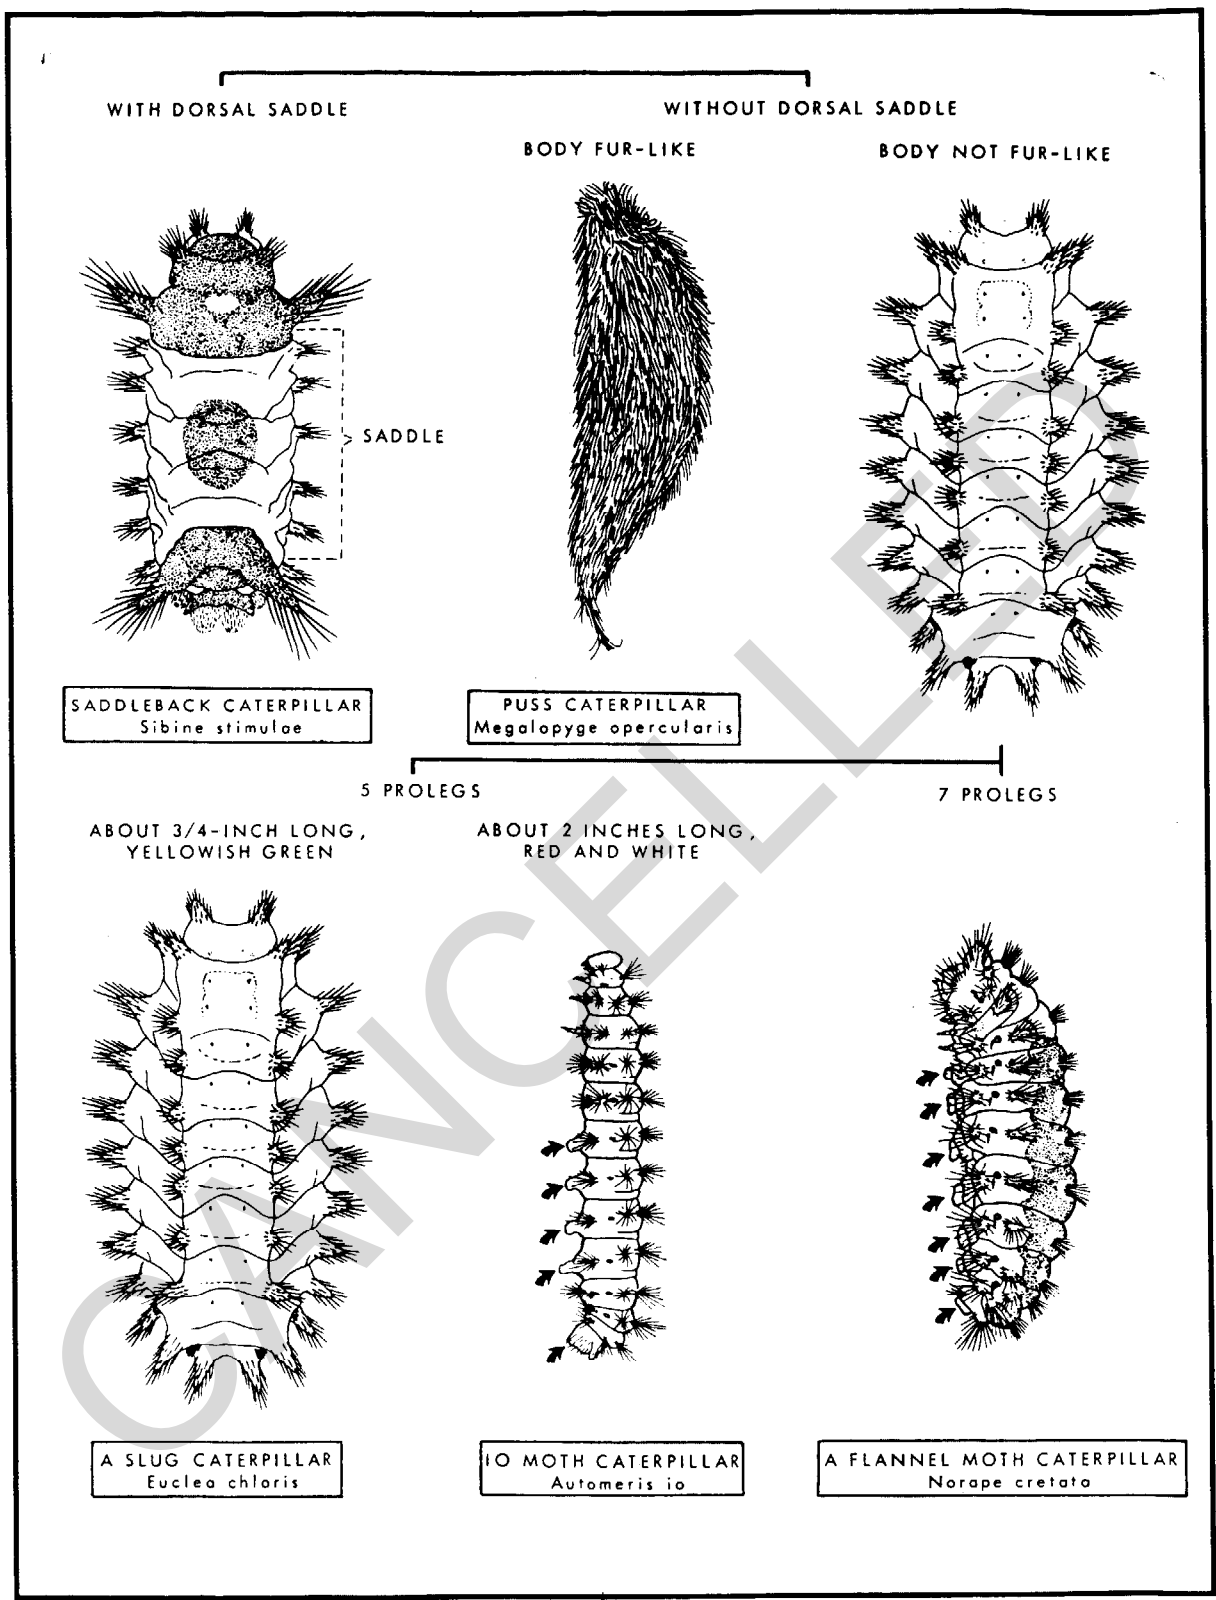 WITH DORSAL SADDLE
WITHOUT DORSAL SADDLE
BODY FUR-LIKE
BODY NOT FUR-LIKE
SADDLE
SADDLEBACK CATERPILLAR
Sibine stimulae
PUSS CATERPILLAR
Megalopyge opercularis
5 PROLEGS
7 PROLEGS
ABOUT 3/4-INCH LONG,
YELLOWISH GREEN
ABOUT 2 INCHES LONG,
RED AND WHITE
A SLUG CATERPILLAR
Euclea chloris
IO MOTH CATERPILLAR
Automeris io
A FLANNEL MOTH CATERPILLAR
Norape cretata
CANCELLED